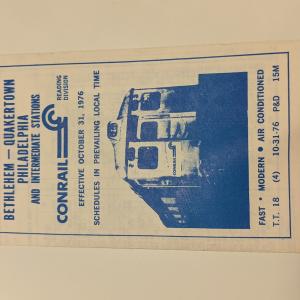 BETHLEHEM — QUAKERTOWN
PHILADELPHIA
AND INTERMEDIATE STATIONS
CONRAIL
READING
DIVISION
EFFECTIVE OCTOBER 31, 1976
SCHEDULES IN PREVAILING LOCAL TIME
CONRAIL
FAST • MODERN • AIR CONDITIONED
T.T. 18 (4) 10-31-76 P&D 15M